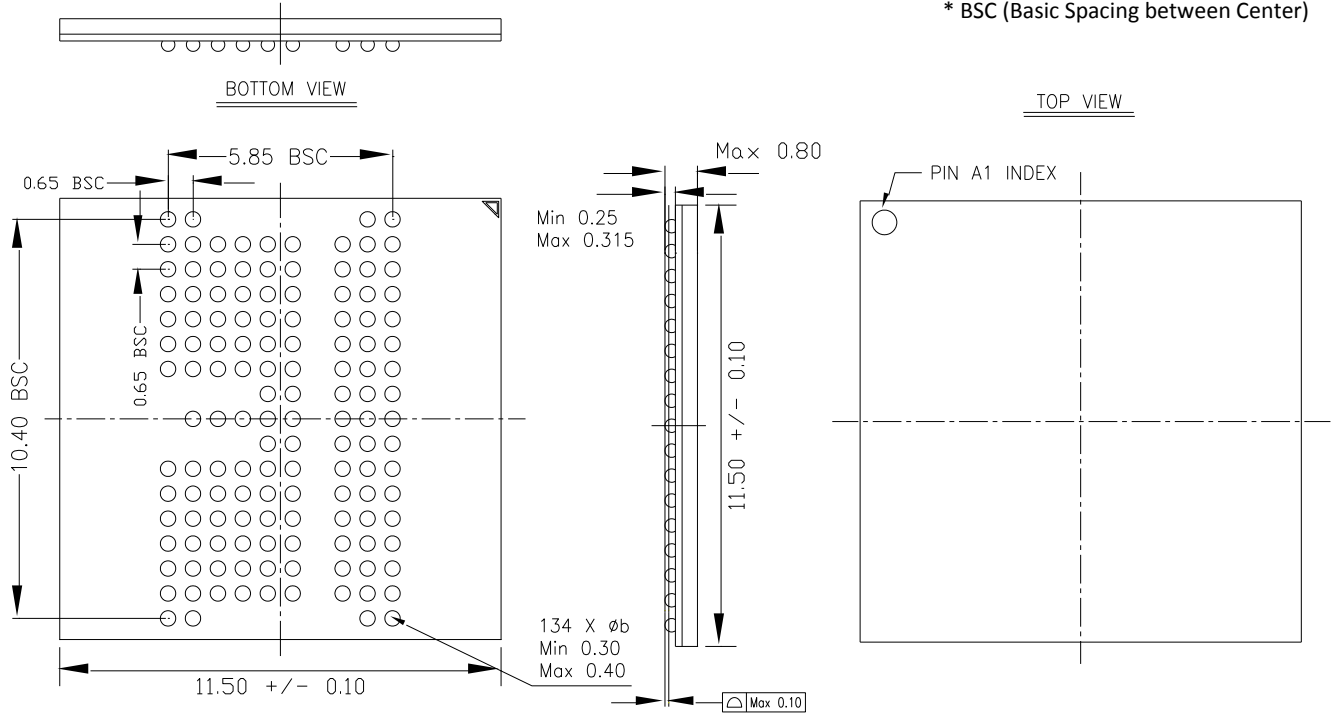 * BSC (Basic Spacing between Center)
BOTTOM VIEW
TOP VIEW
5.85 BSC
0.65 BSC
Max 0.80
PIN A1 INDEX
Min 0.25
Max 0.315
0.65 BSC
10.40 BSC
11.50 +/- 0.10
134 X øb
Min 0.30
Max 0.40
11.50 +/- 0.10
Max 0.10